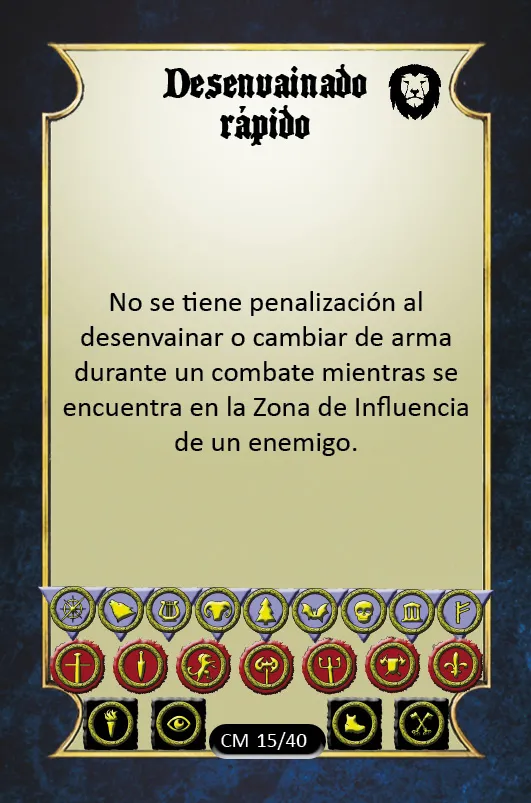 Desenvainado
rápido
No se tiene penalización al
desenvainar o cambiar de arma
durante un combate mientras se
encuentra en la Zona de Influencia
de un enemigo.
CM 15/40